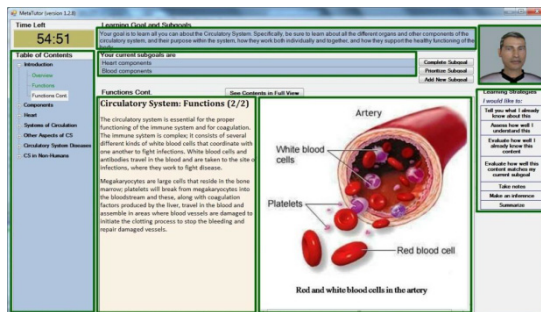 MetaTutor (version 1.2.8)
Time Left
54:51
Learning Goal and Subgoals
Your goal is to learn all you can about the Circulatory System. Specifically, be sure to learn about all the different organs and other components of the
circulatory system, and their purpose within the system, how they work both individually and together, and how they support the healthy functioning of the
body.
Your current subgoals are
Heart components
Blood components
Complete Subgoal
Prioritize Subgoal
Add New Subgoal
Table of Contents
Introduction
Overview
Functions
Functions Cont.
Components
Heart
Systems of Circulation
Other Aspects of CS
Circulatory System Diseases
CS in Non-Humans
Functions Cont.
See Contents in Full View
Circulatory System: Functions (2/2)
The circulatory system is essential for the proper
functioning of the immune system and for coagulation.
The immune system is complex; it consists of several
different kinds of white blood cells that coordinate with
one another to fight infections. White blood cells and
antibodies travel in the blood and are taken to the site o
infections, where they work to fight disease.
Megakaryocytes are large cells that reside in the bone
marrow; platelets will break from megakaryocytes into
the bloodstream and these, along with coagulation
factors produced by the liver, travel in the blood and
assemble in areas where blood vessels are damaged to
initiate the clotting process to stop the bleeding and
repair damaged vessels.
Artery
White blood
cells
Platelets
Red blood cell
Red and white blood cells in the artery
Learning Strategies
I would like to:
Tell you what I already
know about this
Assess how well I
understand this
Evaluate how well I
already know this
content
Evaluate how well this
content matches my
current subgoal
Take notes
Make an inference
Summarize